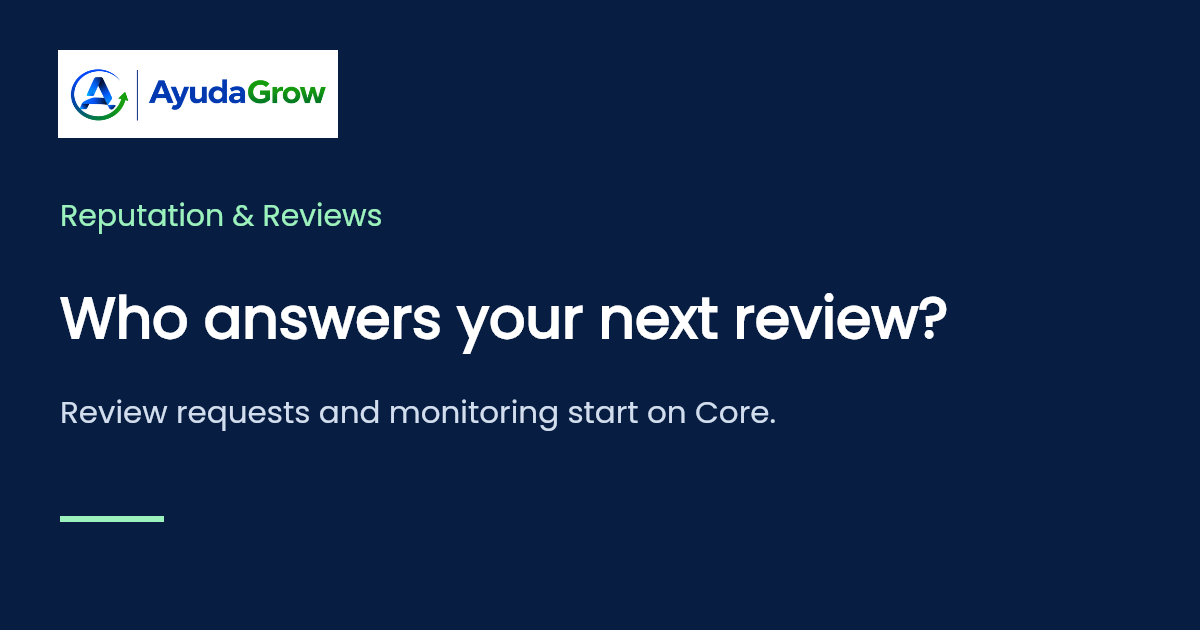 AyudaGrow
Reputation & Reviews
Who answers your next review?
Review requests and monitoring start on Core.